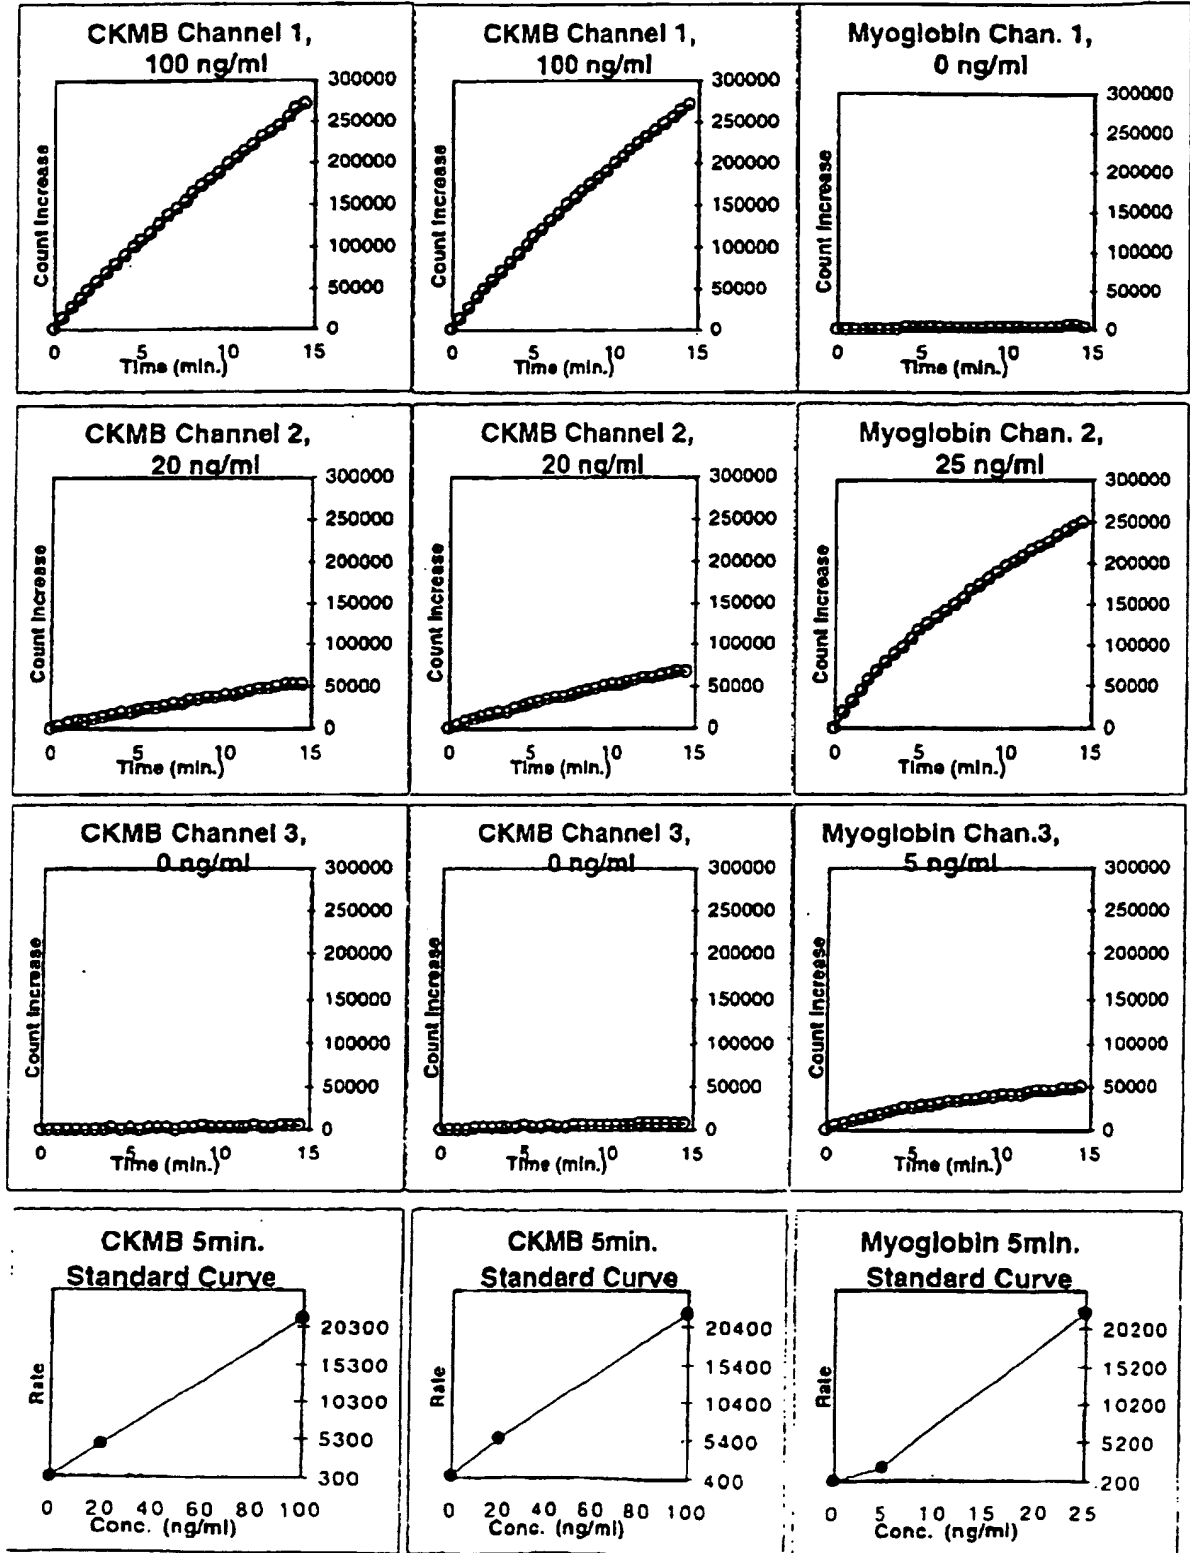 CKMB Channel 1,
100 ng/ml
300000
250000
200000
150000
100000
50000
0
Count Increase
0 5 10 15
Time (min.)
CKMB Channel 1,
100 ng/ml
300000
250000
200000
150000
100000
50000
0
Count Increase
0 5 10 15
Time (min.)
Myoglobin Chan. 1,
0 ng/ml
300000
250000
200000
150000
100000
50000
0
Count Increase
0 5 10 15
Time (min.)
CKMB Channel 2,
20 ng/ml
300000
250000
200000
150000
100000
50000
0
Count Increase
0 5 10 15
Time (min.)
CKMB Channel 2,
20 ng/ml
300000
250000
200000
150000
100000
50000
0
Count Increase
0 5 10 15
Time (min.)
Myoglobin Chan. 2,
25 ng/ml
300000
250000
200000
150000
100000
50000
0
Count Increase
0 5 10 15
Time (min.)
CKMB Channel 3,
0 ng/ml
300000
250000
200000
150000
100000
50000
0
Count Increase
0 5 10 15
Time (min.)
CKMB Channel 3,
0 ng/ml
300000
250000
200000
150000
100000
50000
0
Count Increase
0 5 10 15
Time (min.)
Myoglobin Chan.3,
5 ng/ml
300000
250000
200000
150000
100000
50000
0
Count Increase
0 5 10 15
Time (min.)
CKMB 5min.
Standard Curve
20300
15300
10300
5300
300
Rate
0 20 40 60 80 100
Conc. (ng/ml)
CKMB 5min.
Standard Curve
20400
15400
10400
5400
400
Rate
0 20 40 60 80 100
Conc. (ng/ml)
Myoglobin 5min.
Standard Curve
20200
15200
10200
5200
200
Rate
0 5 10 15 20 25
Conc. (ng/ml)